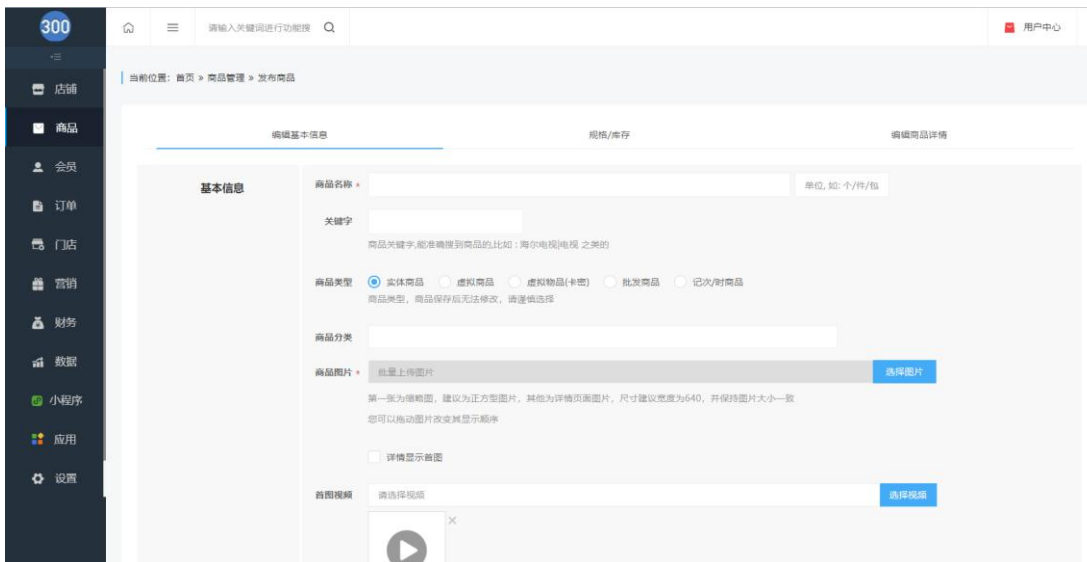 300
请输入关键词进行功能搜
用户中心
当前位置：首页 » 商品管理 » 发布商品
店铺
商品
会员
订单
门店
营销
财务
数据
小程序
应用
设置
编辑基本信息
规格/库存
编辑商品详情
基本信息
商品名称 *
单位, 如: 个/件/包
关键字
商品关键字,能准确搜到商品的,比如 : 海尔电视|电视 之类的
商品类型 实体商品 虚拟商品 虚拟物品(卡密) 批发商品 记次/时商品
商品类型，商品保存后无法修改，请谨慎选择
商品分类
商品图片 * 批量上传图片 选择图片
第一张为缩略图，建议为正方型图片，其他为详情页面图片，尺寸建议宽度为640，并保持图片大小一致
您可以拖动图片改变其显示顺序
详情显示首图
首图视频 请选择视频 选择视频